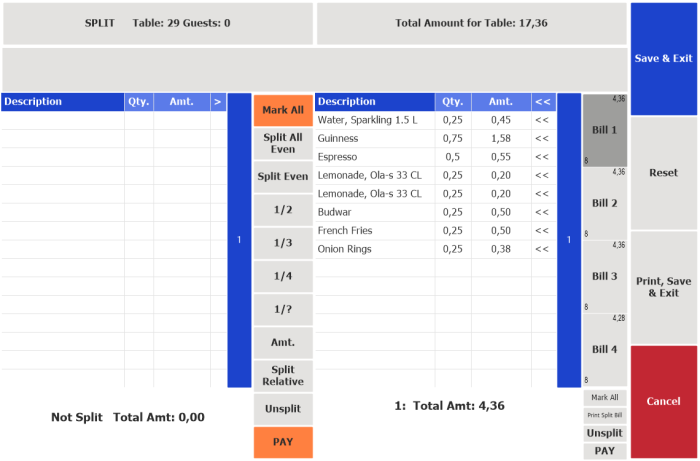 SPLIT Table: 29 Guests: 0
Total Amount for Table: 17,36
Save & Exit
Description Qty. Amt. >
1
Mark All
Split All
Even
Split Even
1/2
1/3
1/4
1/?
Amt.
Split
Relative
Unsplit
PAY
Description Qty. Amt. <<
Water, Sparkling 1.5 L 0,25 0,45 <<
Guinness 0,75 1,58 <<
Espresso 0,5 0,55 <<
Lemonade, Ola-s 33 CL 0,25 0,20 <<
Lemonade, Ola-s 33 CL 0,25 0,20 <<
Budwar 0,25 0,50 <<
French Fries 0,25 0,50 <<
Onion Rings 0,25 0,38 <<
1
4,36
Bill 1
8
4,36
Bill 2
8
4,36
Bill 3
8
4,28
Bill 4
8
Mark All
Print Split Bill
Unsplit
PAY
Reset
Print, Save
& Exit
Cancel
Not Split Total Amt: 0,00
1: Total Amt: 4,36